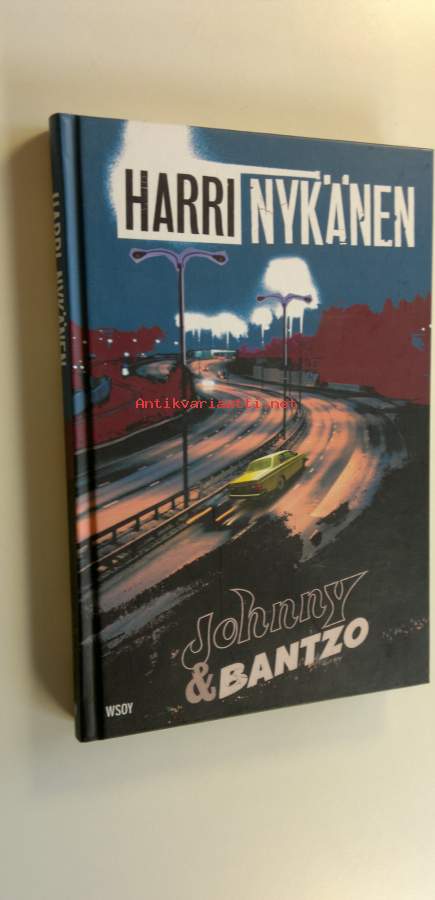 HARRI NYKÄNEN
HARRI NYKÄNEN
Antikvariaatti.net
Johnny
& BANTZO
WSOY